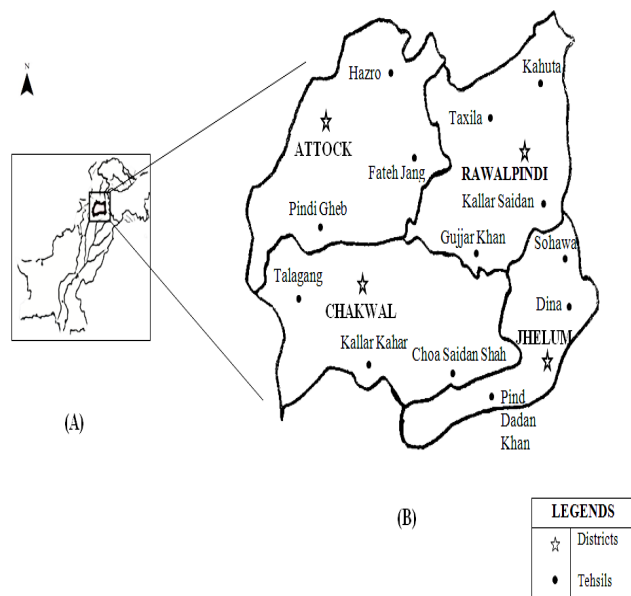 N
Hazro
Kahuta
Taxila
ATTOCK
Fateh Jang
RAWALPINDI
Kallar Saidan
Pindi Gheb
Gujjar Khan
Sohawa
Talagang
CHAKWAL
Dina
JHELUM
Kallar Kahar
Choa Saidan Shah
Pind
Dadan
Khan
(A)
(B)
LEGENDS
Districts
Tehsils